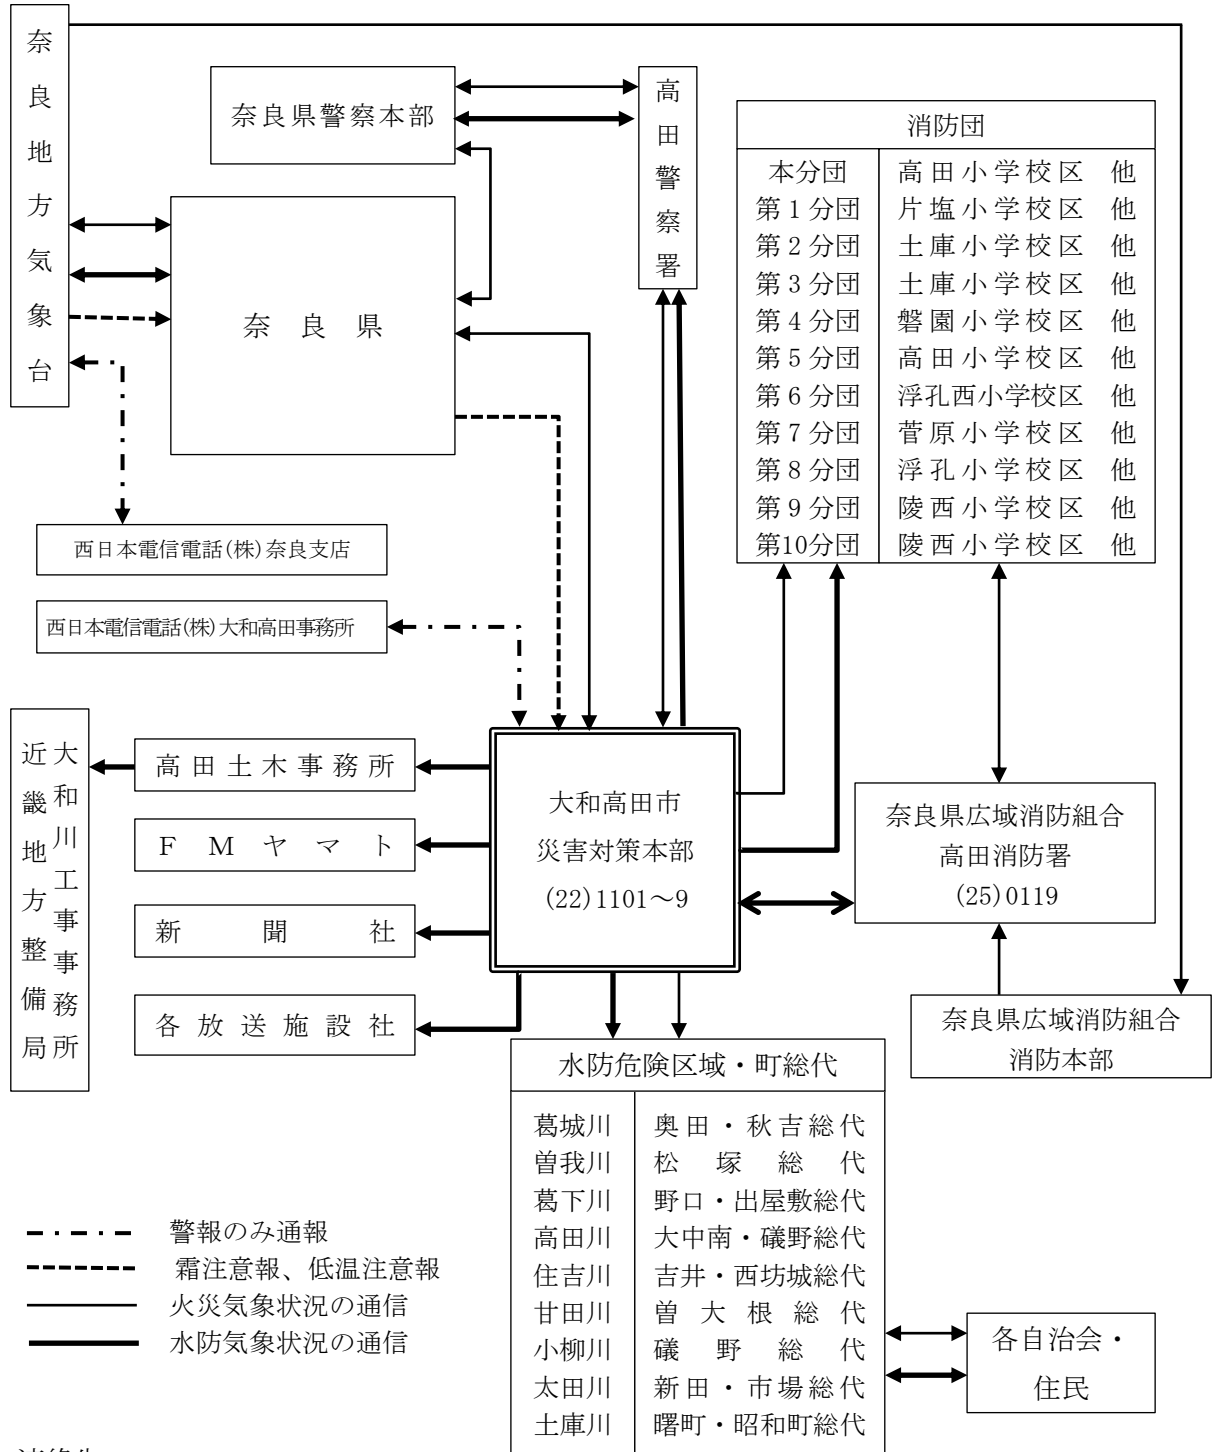 奈良地方気象台
奈良県警察本部
高田警察署
消防団
本分団 高田小学校区 他
第1分団 片塩小学校区 他
第2分団 土庫小学校区 他
第3分団 土庫小学校区 他
第4分団 磐園小学校区 他
第5分団 高田小学校区 他
第6分団 浮孔西小学校区 他
第7分団 菅原小学校区 他
第8分団 浮孔小学校区 他
第9分団 陵西小学校区 他
第10分団 陵西小学校区 他
奈良県
西日本電信電話(株)奈良支店
西日本電信電話(株)大和高田事務所
近畿地方整備局
大和川工事事務所
高田土木事務所
FMヤマト
新聞社
各放送施設社
大和高田市
災害対策本部
(22)1101～9
奈良県広域消防組合
高田消防署
(25)0119
奈良県広域消防組合
消防本部
水防危険区域・町総代
葛城川 奥田・秋吉総代
曽我川 松塚総代
葛下川 野口・出屋敷総代
高田川 大中南・礒野総代
住吉川 吉井・西坊城総代
甘田川 曽大根総代
小柳川 礒野総代
太田川 新田・市場総代
土庫川 曙町・昭和町総代
各自治会・
住民
警報のみ通報
霜注意報、低温注意報
火災気象状況の通信
水防気象状況の通信